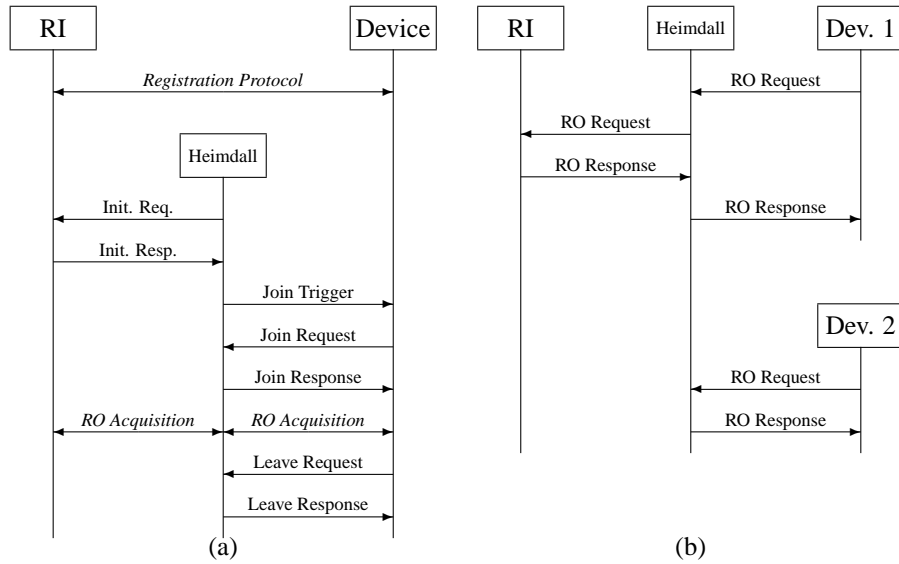 RI
Device
Registration Protocol
Heimdall
Init. Req.
Init. Resp.
Join Trigger
Join Request
Join Response
RO Acquisition
RO Acquisition
Leave Request
Leave Response
(a)
RI
Heimdall
Dev. 1
RO Request
RO Request
RO Response
RO Response
Dev. 2
RO Request
RO Response
(b)